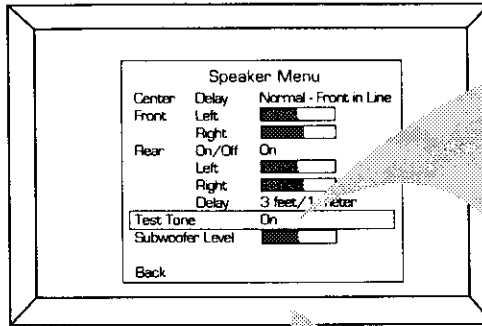 Speaker Menu
Center Delay Normal - Front in Line
Front Left
Right
Rear On/Off On
Left
Right
Delay 3 feet/1 meter
Test Tone On
Subwoofer Level
Back